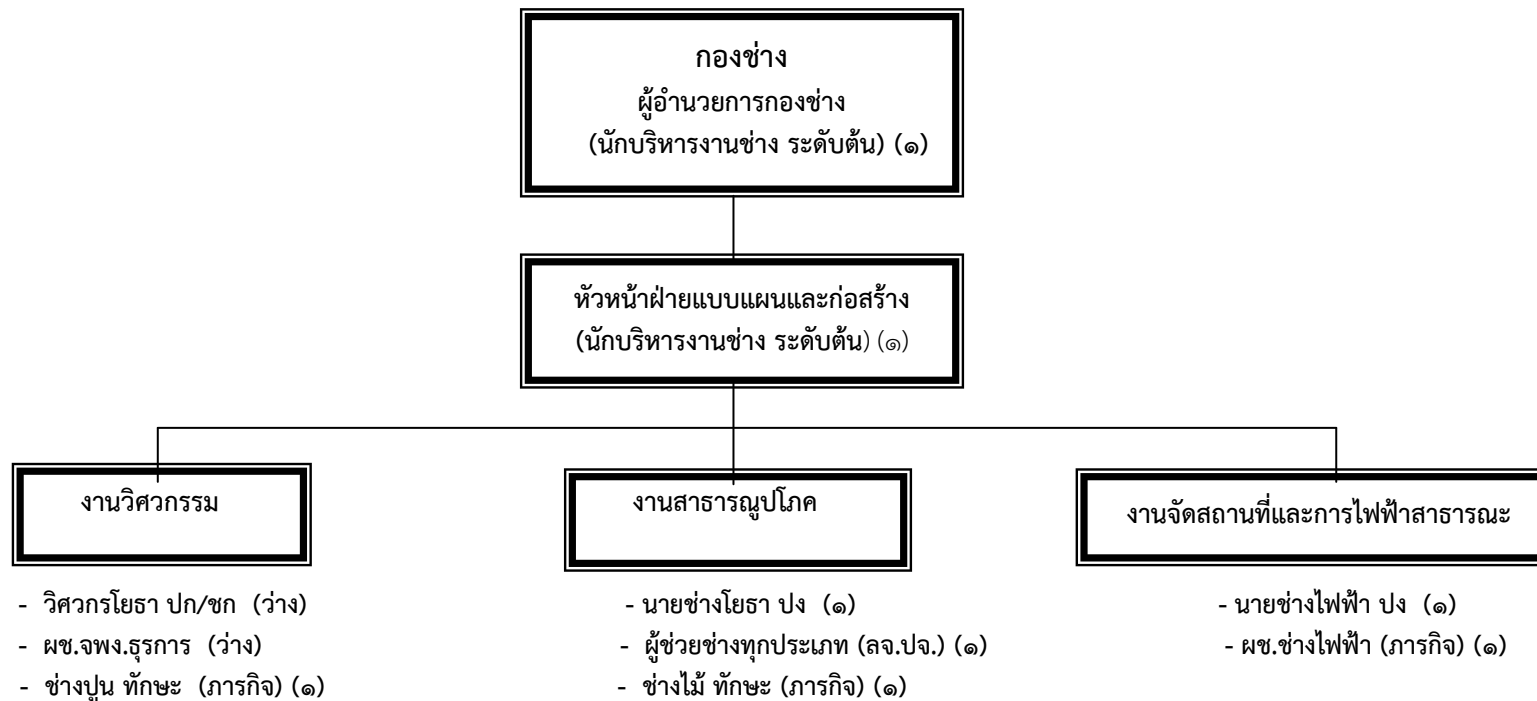 กองช่าง
ผู้อำนวยการกองช่าง
(นักบริหารงานช่าง ระดับต้น) (๑)
หัวหน้าฝ่ายแบบแผนและก่อสร้าง
(นักบริหารงานช่าง ระดับต้น) (๑)
งานวิศวกรรม
- วิศวกรโยธา ปก/ชก (ว่าง)
- ผช.จพง.ธุรการ (ว่าง)
- ช่างปูน ทักษะ (ภารกิจ) (๑)
งานสาธารณูปโภค
- นายช่างโยธา ปง (๑)
- ผู้ช่วยช่างทุกประเภท (ลจ.ปจ.) (๑)
- ช่างไม้ ทักษะ (ภารกิจ) (๑)
งานจัดสถานที่และการไฟฟ้าสาธารณะ
- นายช่างไฟฟ้า ปง (๑)
- ผช.ช่างไฟฟ้า (ภารกิจ) (๑)